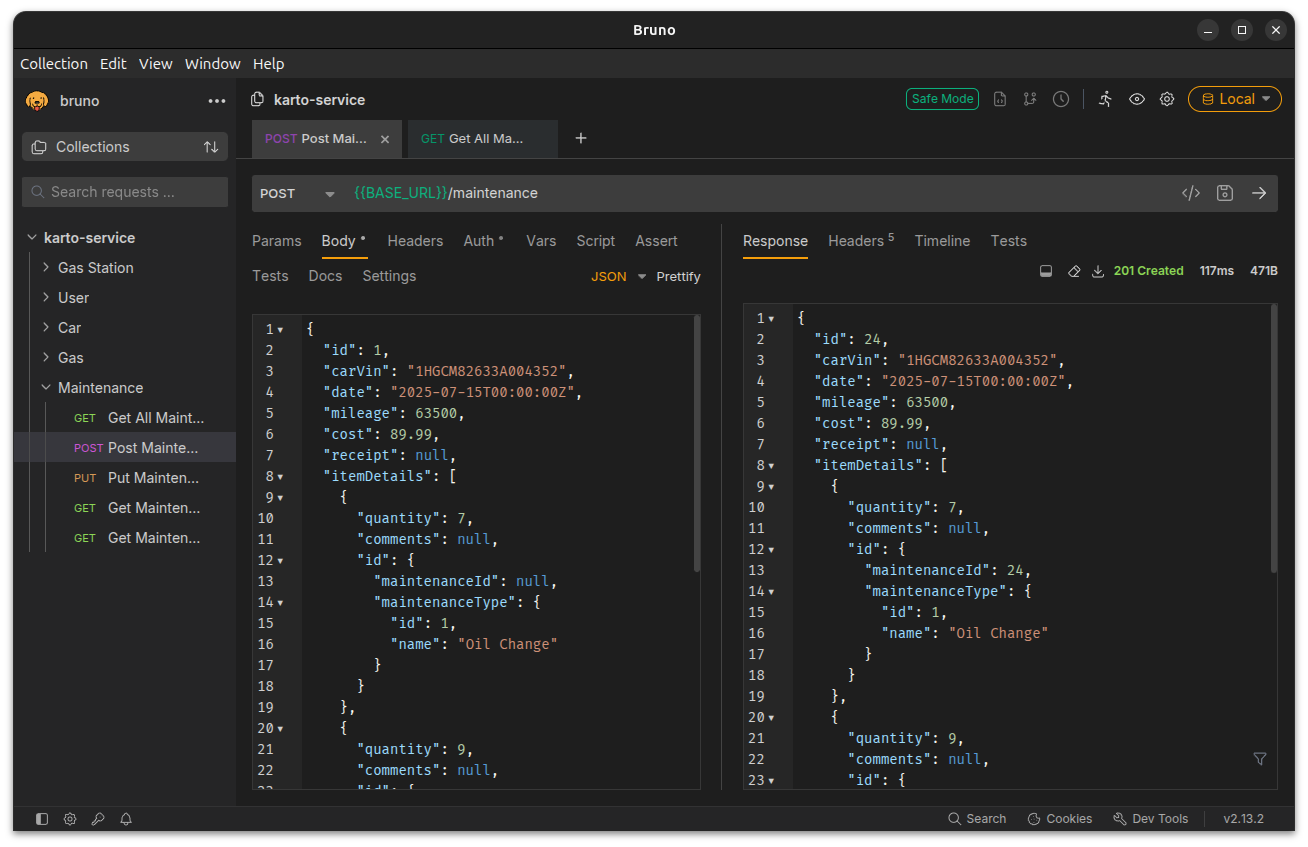 Bruno
Collection Edit View Window Help
bruno
karto-service
Safe Mode
Local
Collections
POST Post Mai...
GET Get All Ma...
Search requests ...
POST
{{BASE_URL}}/maintenance
karto-service
Gas Station
User
Car
Gas
Maintenance
GET Get All Maint...
POST Post Mainte...
PUT Put Mainten...
GET Get Mainten...
GET Get Mainten...
Params Body Headers Auth Vars Script Assert
Tests Docs Settings
JSON Prettify
1 {
2 "id": 1,
3 "carVin": "1HGCM82633A004352",
4 "date": "2025-07-15T00:00:00Z",
5 "mileage": 63500,
6 "cost": 89.99,
7 "receipt": null,
8 "itemDetails": [
9 {
10 "quantity": 7,
11 "comments": null,
12 "id": {
13 "maintenanceId": null,
14 "maintenanceType": {
15 "id": 1,
16 "name": "Oil Change"
17 }
18 }
19 },
20 {
21 "quantity": 9,
22 "comments": null,
23 "id": {
Response Headers 5 Timeline Tests
201 Created 117ms 471B
1 {
2 "id": 24,
3 "carVin": "1HGCM82633A004352",
4 "date": "2025-07-15T00:00:00Z",
5 "mileage": 63500,
6 "cost": 89.99,
7 "receipt": null,
8 "itemDetails": [
9 {
10 "quantity": 7,
11 "comments": null,
12 "id": {
13 "maintenanceId": 24,
14 "maintenanceType": {
15 "id": 1,
16 "name": "Oil Change"
17 }
18 }
19 },
20 {
21 "quantity": 9,
22 "comments": null,
23 "id": {
Search Cookies Dev Tools v2.13.2